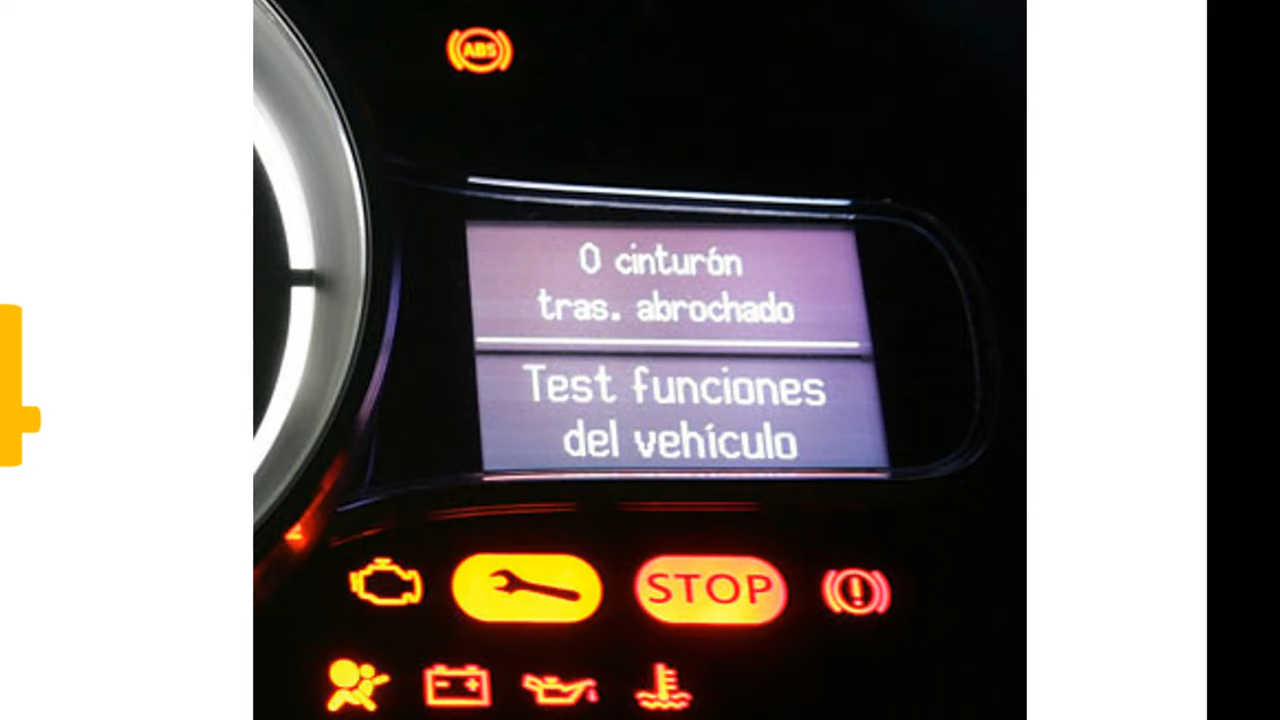 ABS
0 cinturón
tras. abrochado
Test funciones
del vehículo
STOP